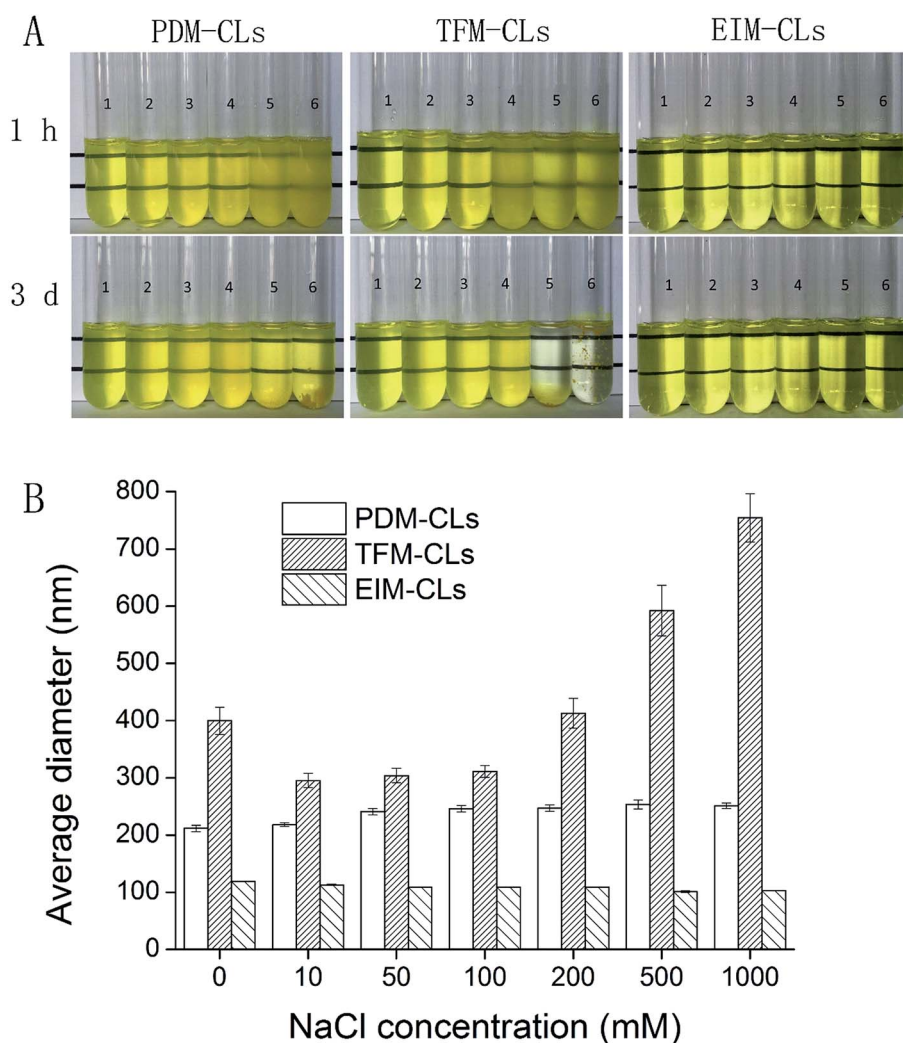 A
PDM-CLs TFM-CLs EIM-CLs
1 h
1 2 3 4 5 6 1 2 3 4 5 6 1 2 3 4 5 6
3 d
1 2 3 4 5 6 1 2 3 4 5 6 1 2 3 4 5 6
B
Average diameter (nm)
800
700
600
500
400
300
200
100
0
PDM-CLs
TFM-CLs
EIM-CLs
0 10 50 100 200 500 1000
NaCl concentration (mM)